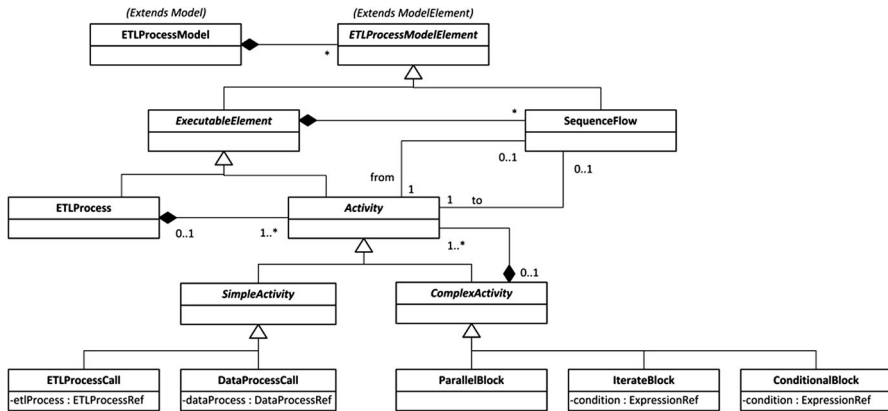 (Extends Model)
(Extends ModelElement)
ETLProcessModel
ETLProcessModelElement
*
ExecutableElement
*
SequenceFlow
0..1
0..1
from
1
1
to
ETLProcess
Activity
0..1
1..*
1..*
0..1
SimpleActivity
ComplexActivity
ETLProcessCall
-etlProcess : ETLProcessRef
DataProcessCall
-dataProcess : DataProcessRef
ParallelBlock
IterateBlock
-condition : ExpressionRef
ConditionalBlock
-condition : ExpressionRef